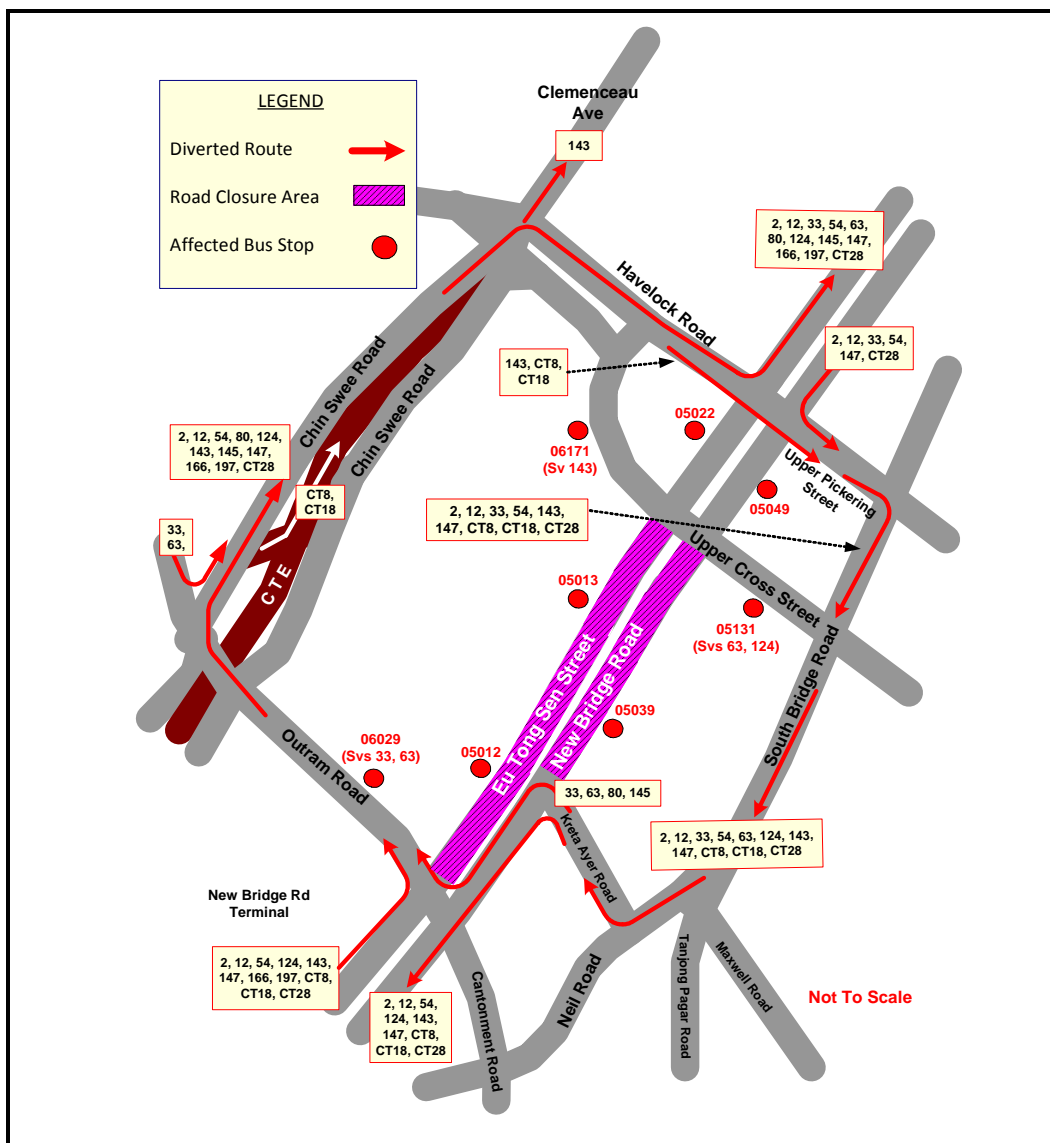 LEGEND
Diverted Route
Road Closure Area
Affected Bus Stop
Clemenceau
Ave
143
2, 12, 33, 54, 63,
80, 124, 145, 147,
166, 197, CT28
Havelock Road
2, 12, 33, 54,
147, CT28
143, CT8,
CT18
Chin Swee Road
Chin Swee Road
2, 12, 54, 80, 124,
143, 145, 147,
166, 197, CT28
CT8,
CT18
33,
63,
C T E
06171
(Sv 143)
05022
05049
Upper Pickering
Street
2, 12, 33, 54, 143,
147, CT8, CT18, CT28
Upper Cross Street
05013
05131
(Svs 63, 124)
Eu Tong Sen Street
New Bridge Road
South Bridge Road
05039
05012
06029
(Svs 33, 63)
Outram Road
33, 63, 80, 145
Kreta Ayer Road
2, 12, 33, 54, 63, 124, 143,
147, CT8, CT18, CT28
New Bridge Rd
Terminal
2, 12, 54, 124, 143,
147, 166, 197, CT8,
CT18, CT28
2, 12, 54,
124, 143,
147, CT8,
CT18, CT28
Cantonment Road
Neil Road
Tanjong Pagar Road
Maxwell Road
Not To Scale